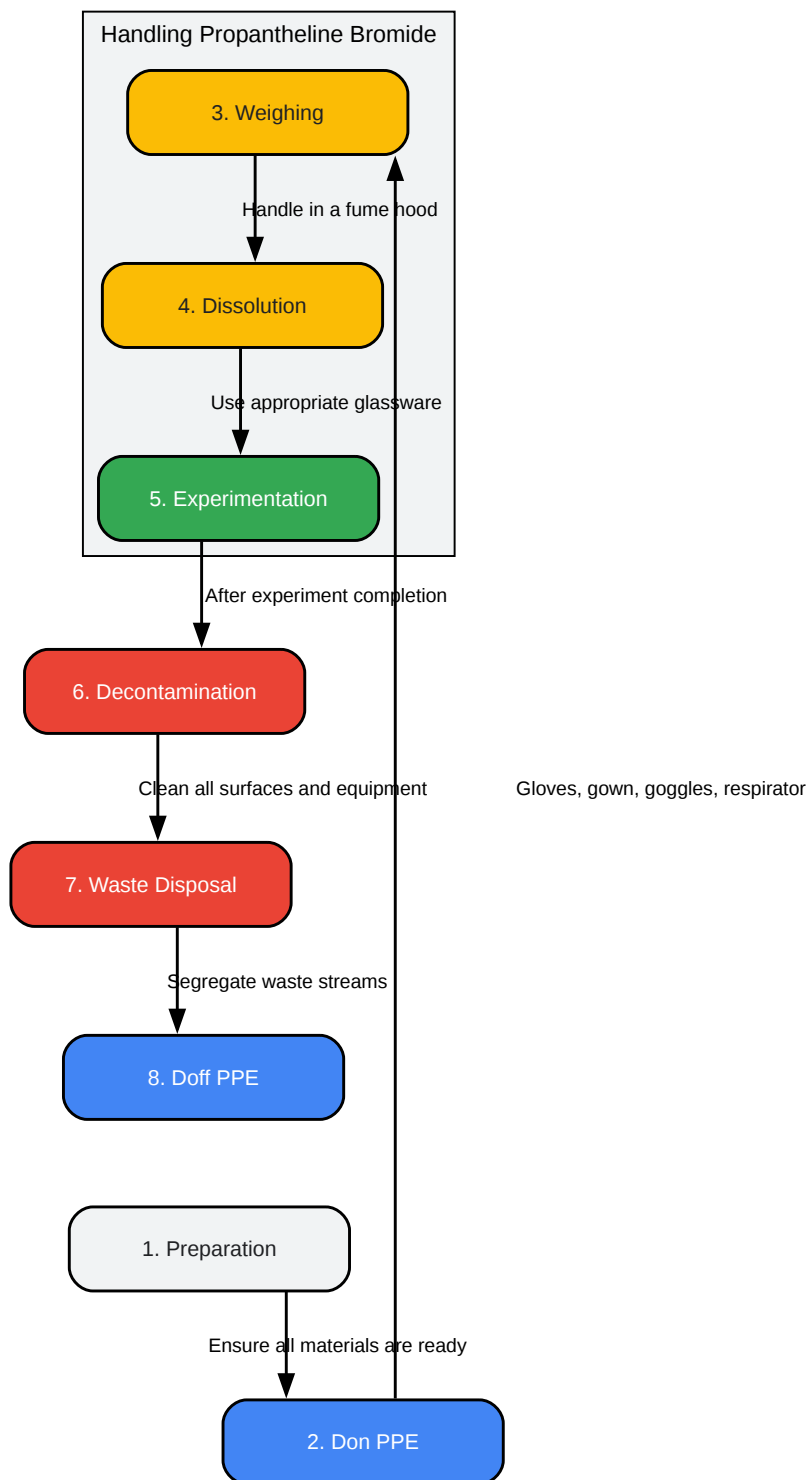 Handling Propantheline Bromide
3. Weighing
Handle in a fume hood
4. Dissolution
Use appropriate glassware
5. Experimentation
After experiment completion
6. Decontamination
Clean all surfaces and equipment
Gloves, gown, goggles, respirator
7. Waste Disposal
Segregate waste streams
8. Doff PPE
1. Preparation
Ensure all materials are ready
2. Don PPE